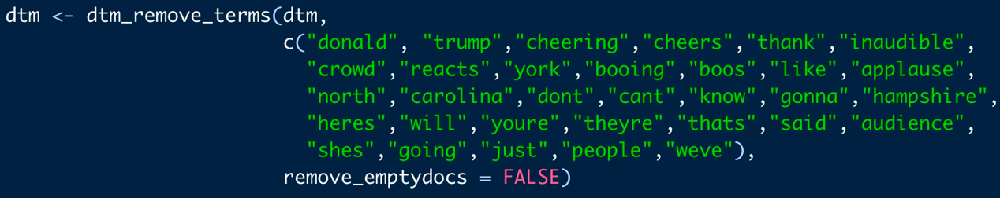 dtm <- dtm_remove_terms(dtm,
c("donald", "trump","cheering","cheers","thank","inaudible",
"crowd","reacts","york","booing","boos","like","applause",
"north","carolina","dont","cant","know","gonna","hampshire",
"heres","will","youre","theyre","thats","said","audience",
"shes","going","just","people","weve"),
remove_emptydocs = FALSE)